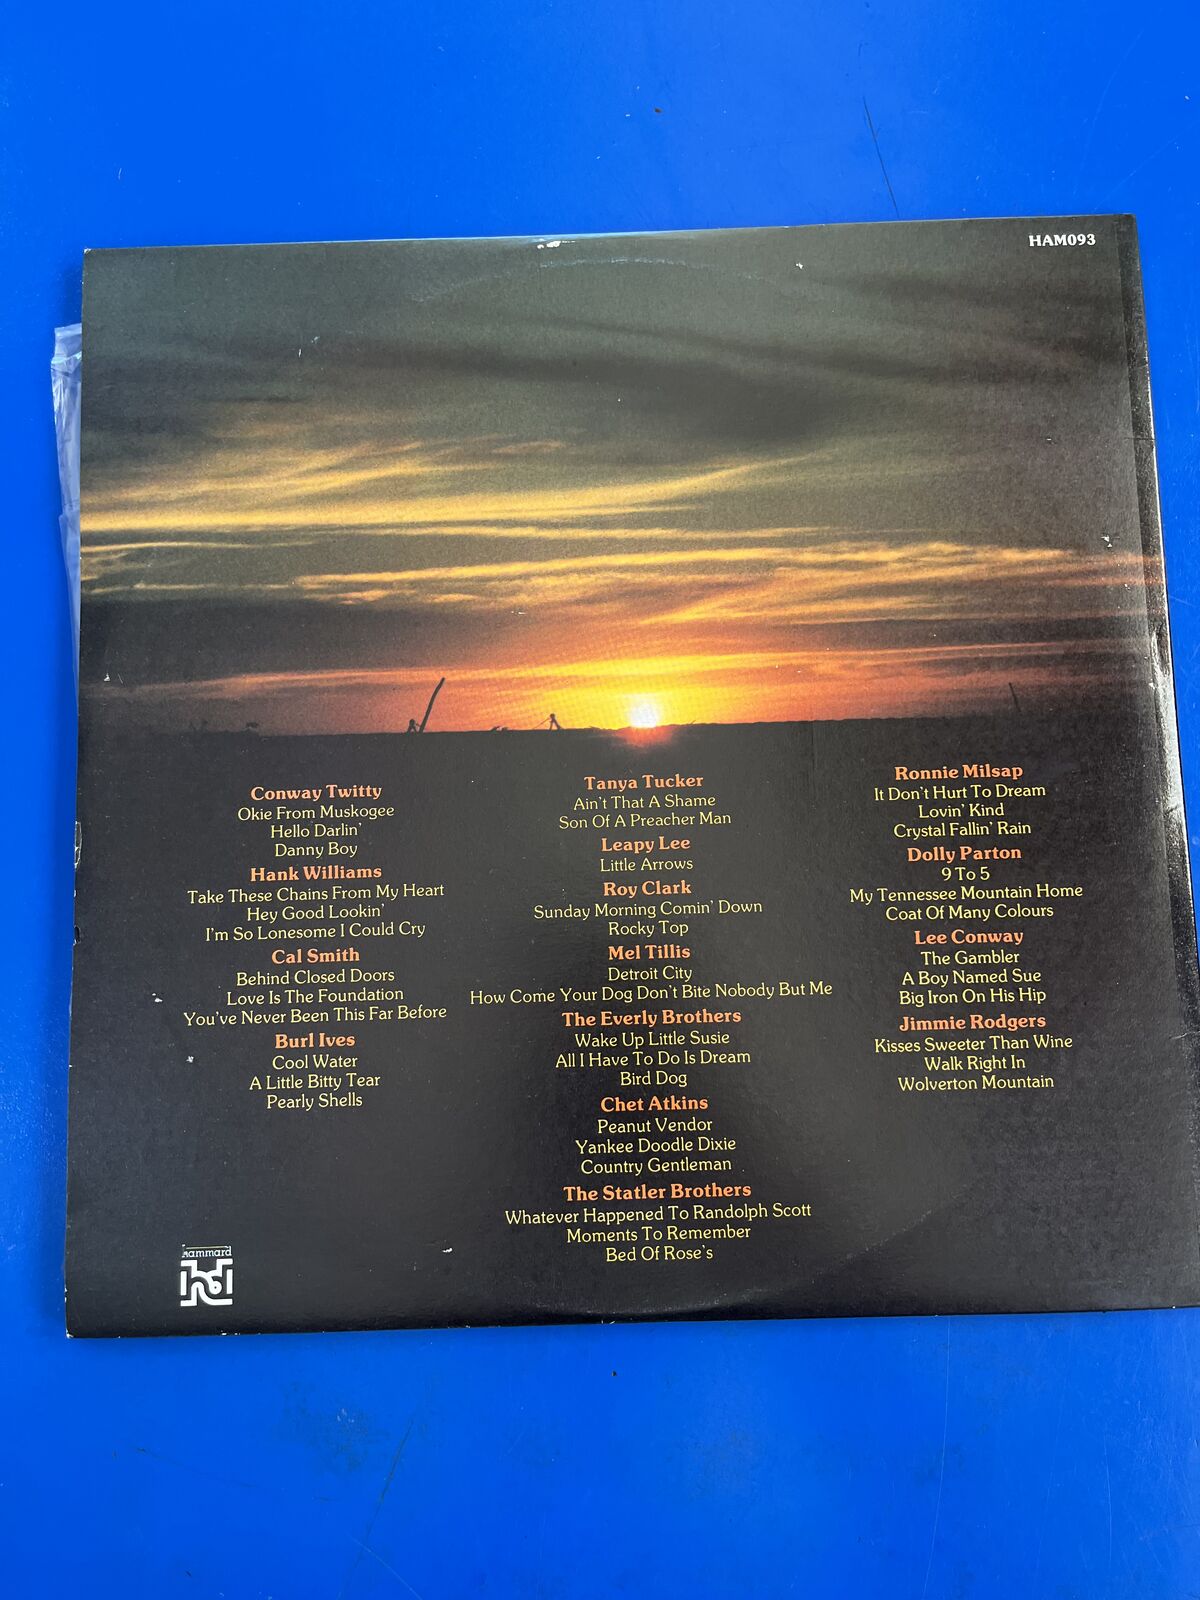 HAM093
Conway Twitty
Okie From Muskogee
Hello Darlin'
Danny Boy
Hank Williams
Take These Chains From My Heart
Hey Good Lookin'
I'm So Lonesome I Could Cry
Cal Smith
Behind Closed Doors
Love Is The Foundation
You've Never Been This Far Before
Burl Ives
Cool Water
A Little Bitty Tear
Pearly Shells
Tanya Tucker
Ain't That A Shame
Son Of A Preacher Man
Leapy Lee
Little Arrows
Roy Clark
Sunday Morning Comin' Down
Rocky Top
Mel Tillis
Detroit City
How Come Your Dog Don't Bite Nobody But Me
The Everly Brothers
Wake Up Little Susie
All I Have To Do Is Dream
Bird Dog
Chet Atkins
Peanut Vendor
Yankee Doodle Dixie
Country Gentleman
The Statler Brothers
Whatever Happened To Randolph Scott
Moments To Remember
Bed Of Rose's
Ronnie Milsap
It Don't Hurt To Dream
Lovin' Kind
Crystal Fallin' Rain
Dolly Parton
9 To 5
My Tennessee Mountain Home
Coat Of Many Colours
Lee Conway
The Gambler
A Boy Named Sue
Big Iron On His Hip
Jimmie Rodgers
Kisses Sweeter Than Wine
Walk Right In
Wolverton Mountain
hammard